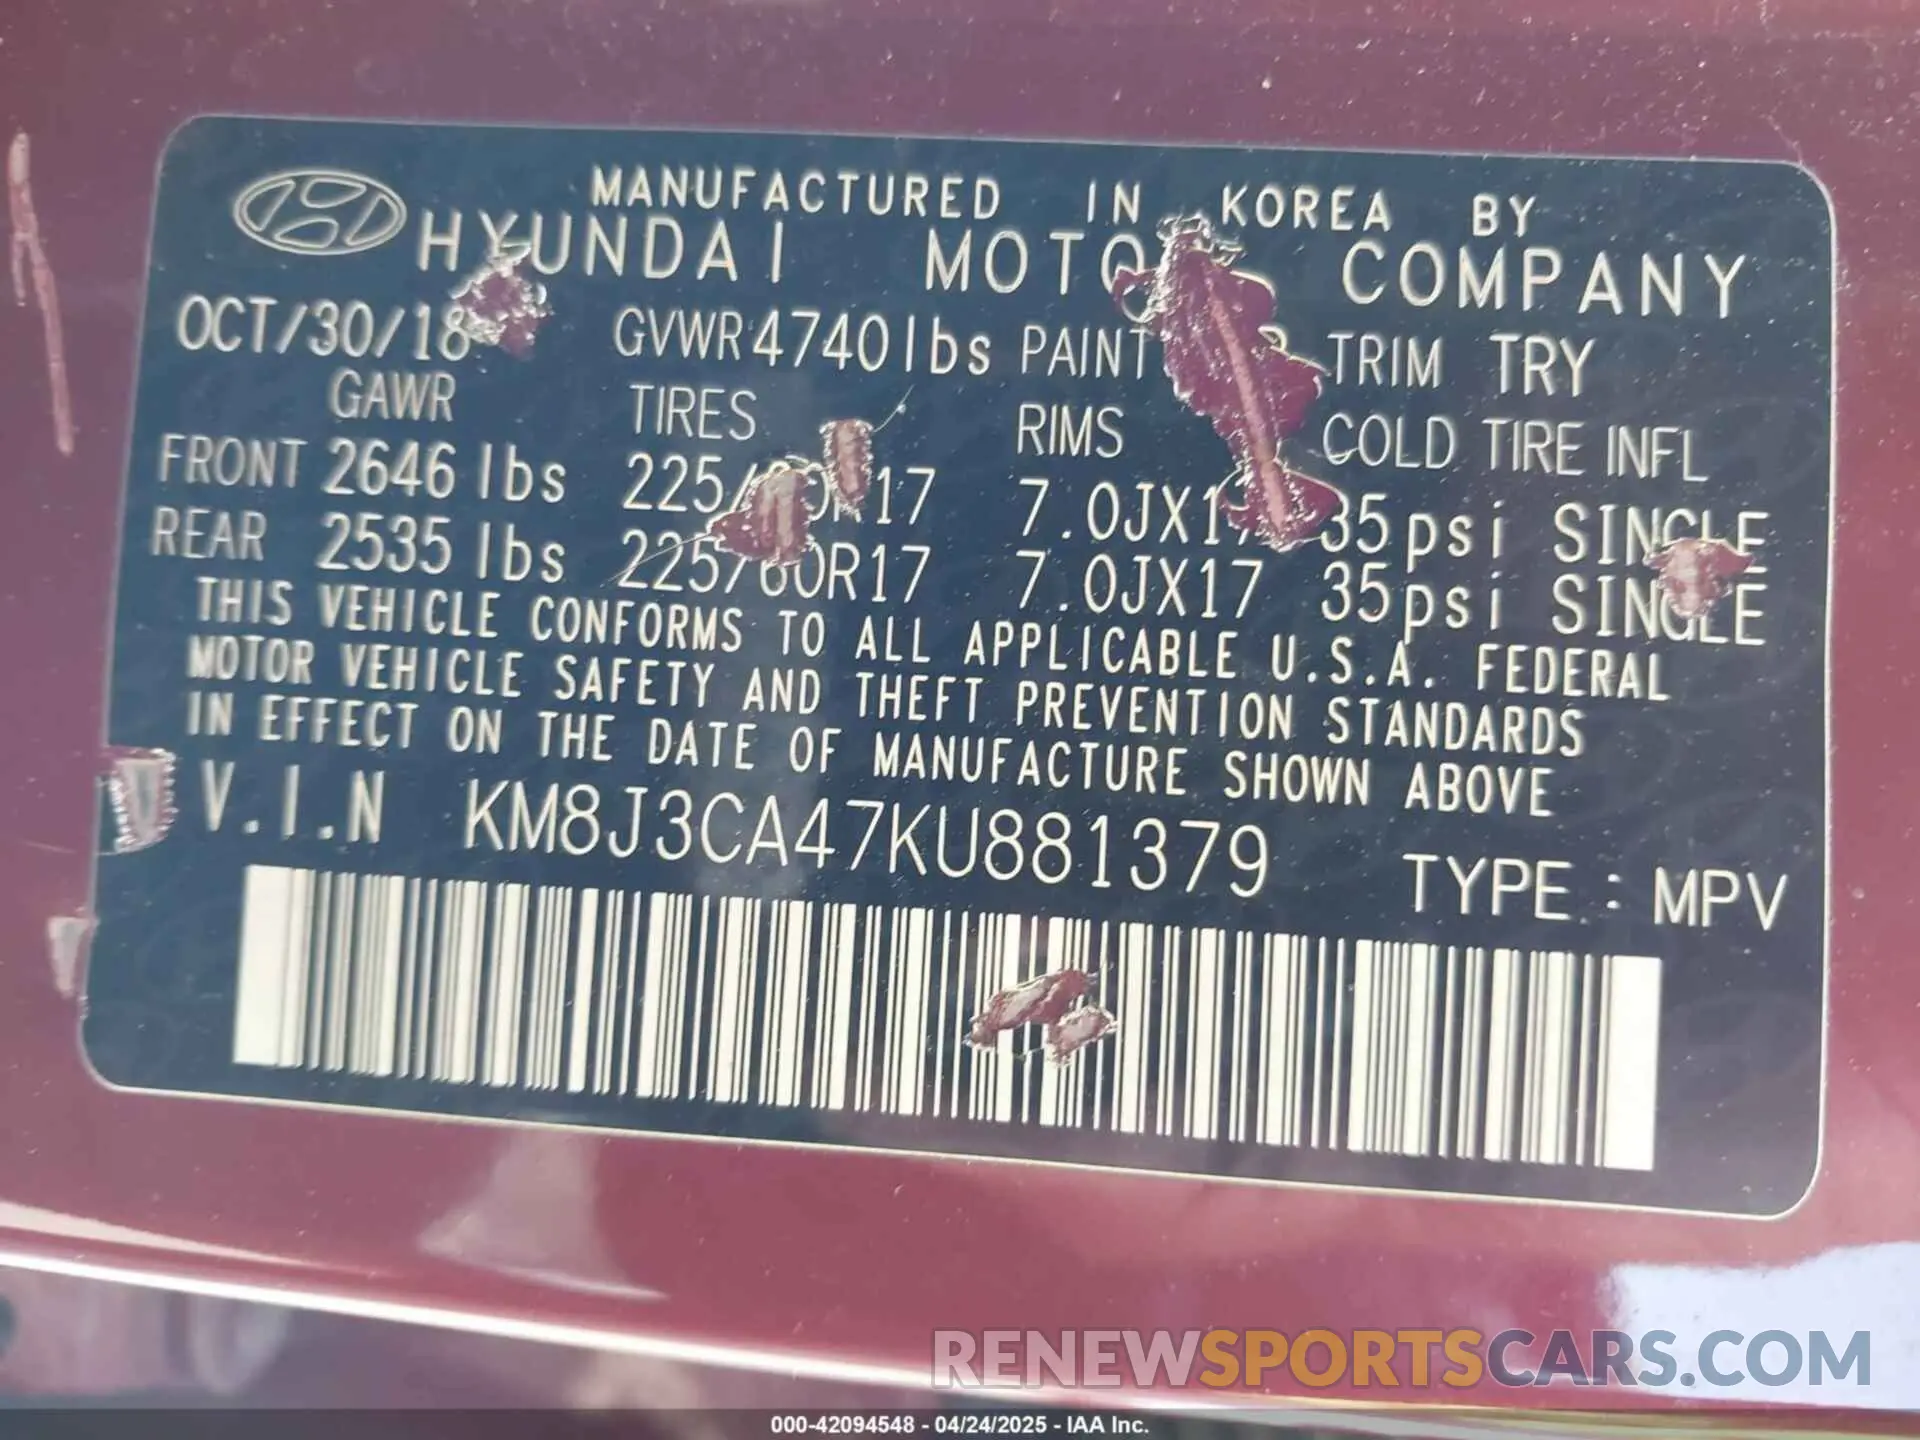 MANUFACTURED IN KOREA BY
HYUNDAI MOTOR COMPANY
OCT/30/18 GVWR 4740lbs PAINT TRIM TRY
GAWR TIRES RIMS COLD TIRE INFL
FRONT 2646 lbs 225/60R17 7.0JX17 35psi SINGLE
REAR 2535 lbs 225/60R17 7.0JX17 35psi SINGLE
THIS VEHICLE CONFORMS TO ALL APPLICABLE U.S.A. FEDERAL
MOTOR VEHICLE SAFETY AND THEFT PREVENTION STANDARDS
IN EFFECT ON THE DATE OF MANUFACTURE SHOWN ABOVE
V.I.N KM8J3CA47KU881379
TYPE : MPV
RENEWSPORTSCARS.COM
000-42094548 - 04/24/2025 - IAA Inc.